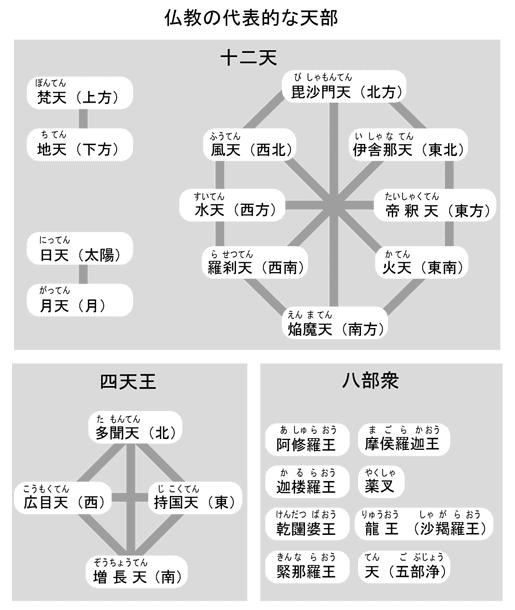 仏教の代表的な天部
十二天
ぼんてん
梵天（上方）
ちてん
地天（下方）
にってん
日天（太陽）
がってん
月天（月）
びしゃもんてん
毘沙門天（北方）
ふうてん
風天（西北）
いしゃなてん
伊舎那天（東北）
すいてん
水天（西方）
たいしゃくてん
帝釈天（東方）
らせつてん
羅刹天（西南）
かてん
火天（東南）
えんまてん
焔魔天（南方）
四天王
たもんてん
多聞天（北）
こうもくてん
広目天（西）
じこくてん
持国天（東）
ぞうちょうてん
増長天（南）
八部衆
あしゅらおう
阿修羅王
まごらかおう
摩侯羅迦王
かるらおう
迦楼羅王
やくしゃ
薬叉
けんだつばおう
乾闥婆王
りゅうおう しゃがらおう
龍王（沙羯羅王）
きんならおう
緊那羅王
てん ごぶじょう
天（五部浄）